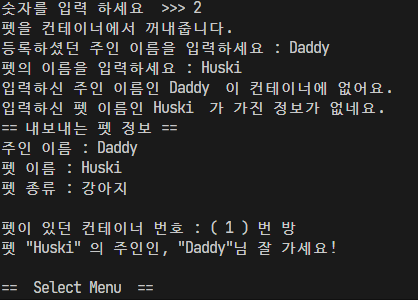 숫자를 입력 하세요 >>> 2
펫을 컨테이너에서 꺼내줍니다.
등록하셨던 주인 이름을 입력하세요 : Daddy
펫의 이름을 입력하세요 : Huski
입력하신 주인 이름인 Daddy 이 컨테이너에 없어요.
입력하신 펫 이름인 Huski 가 가진 정보가 없네요.
== 내보내는 펫 정보 ==
주인 이름 : Daddy
펫 이름 : Huski
펫 종류 : 강아지
펫이 있던 컨테이너 번호 : ( 1 ) 번 방
펫 "Huski" 의 주인인, "Daddy"님 잘 가세요!
== Select Menu ==